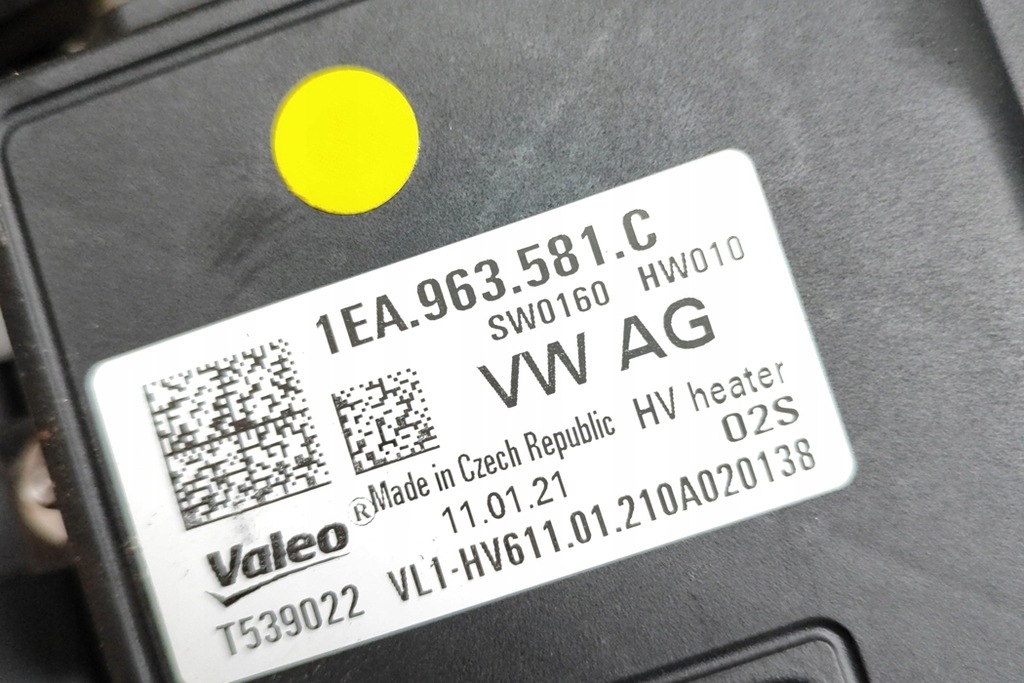 1EA.963.581.C
SW0160 HW010
VW AG
Made in Czech Republic HV heater
11.01.21 02S
Valeo®
T539022 VL1-HV611.01.210A020138